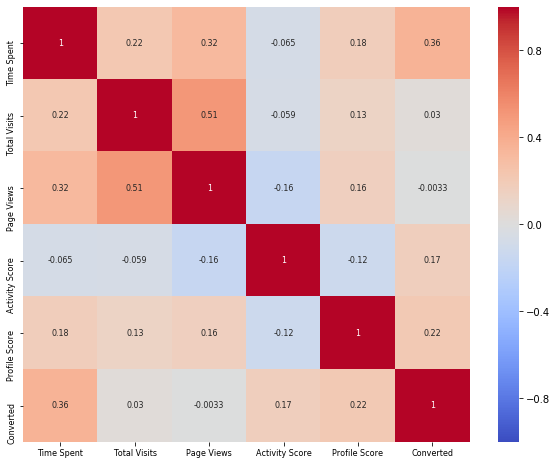 Time Spent 1 0.22 0.32 -0.065 0.18 0.36
Total Visits 0.22 1 0.51 -0.059 0.13 0.03
Page Views 0.32 0.51 1 -0.16 0.16 -0.0033
Activity Score -0.065 -0.059 -0.16 1 -0.12 0.17
Profile Score 0.18 0.13 0.16 -0.12 1 0.22
Converted 0.36 0.03 -0.0033 0.17 0.22 1
Time Spent Total Visits Page Views Activity Score Profile Score Converted
0.8
0.4
0.0
-0.4
-0.8